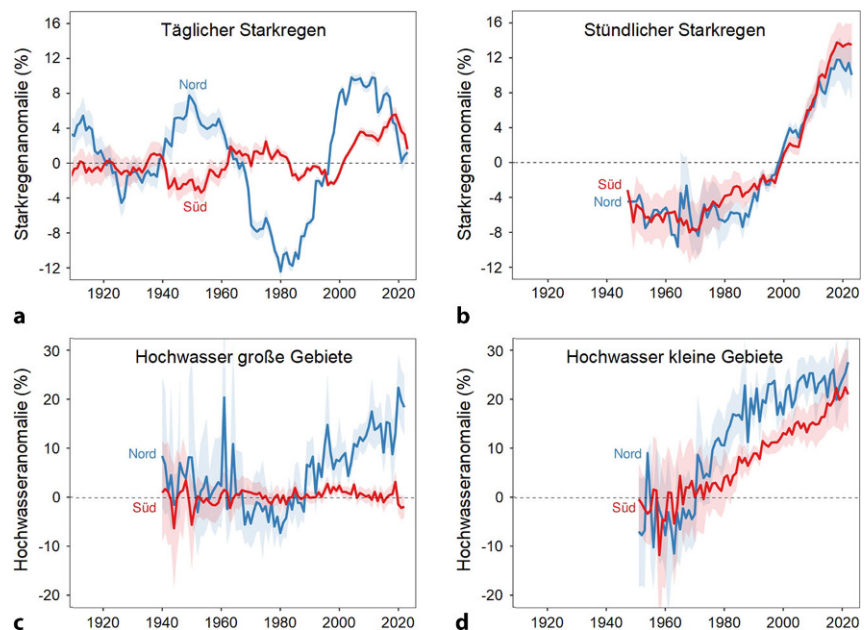 Täglicher Starkregen
Starkregenanomalie (%)
16
12
8
4
0
-4
-8
-12
Nord
Süd
1920 1940 1960 1980 2000 2020
a
Stündlicher Starkregen
Starkregenanomalie (%)
16
12
8
4
0
-4
-8
-12
Süd
Nord
1920 1940 1960 1980 2000 2020
b
Hochwasser große Gebiete
Hochwasseranomalie (%)
30
20
10
0
-10
-20
Nord
Süd
1920 1940 1960 1980 2000 2020
c
Hochwasser kleine Gebiete
Hochwasseranomalie (%)
30
20
10
0
-10
-20
Nord
Süd
1920 1940 1960 1980 2000 2020
d